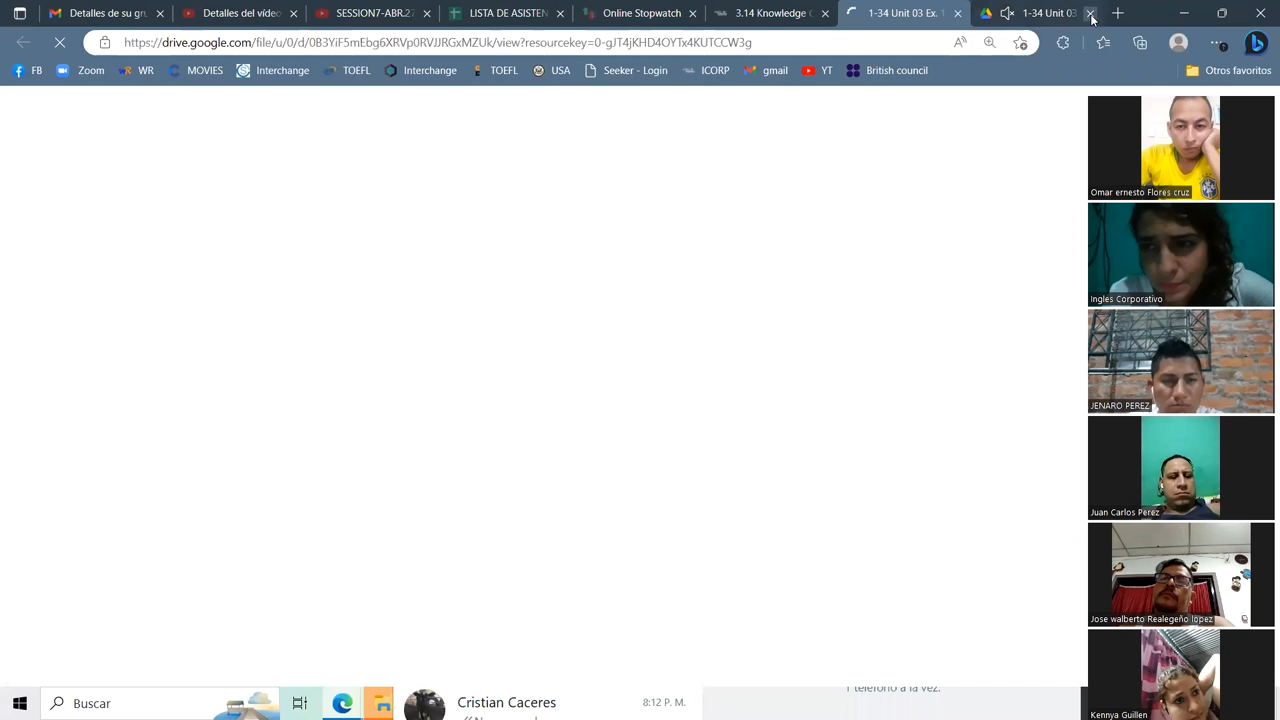 Detalles de su gru
Detalles del vídeo
SESSION7-ABR.27
LISTA DE ASISTEN
Online Stopwatch
3.14 Knowledge C
1-34 Unit 03 Ex. 1
1-34 Unit 03
https://drive.google.com/file/u/0/d/0B3YiF5mEbg6XRVp0RVJJRGxMZUk/view?resourcekey=0-gJT4jKHD4OYTx4KUTCCW3g
FB Zoom WR MOVIES Interchange TOEFL Interchange TOEFL USA Seeker - Login ICORP gmail YT British council Otros favoritos
Omar ernesto Flores cruz
Ingles Corporativo
JENARO PEREZ
Juan Carlos Perez
Jose walberto Realegeño lopez
Kennya Guillen
1 teléfono a la vez.
Buscar
Cristian Caceres 8:12 P. M.